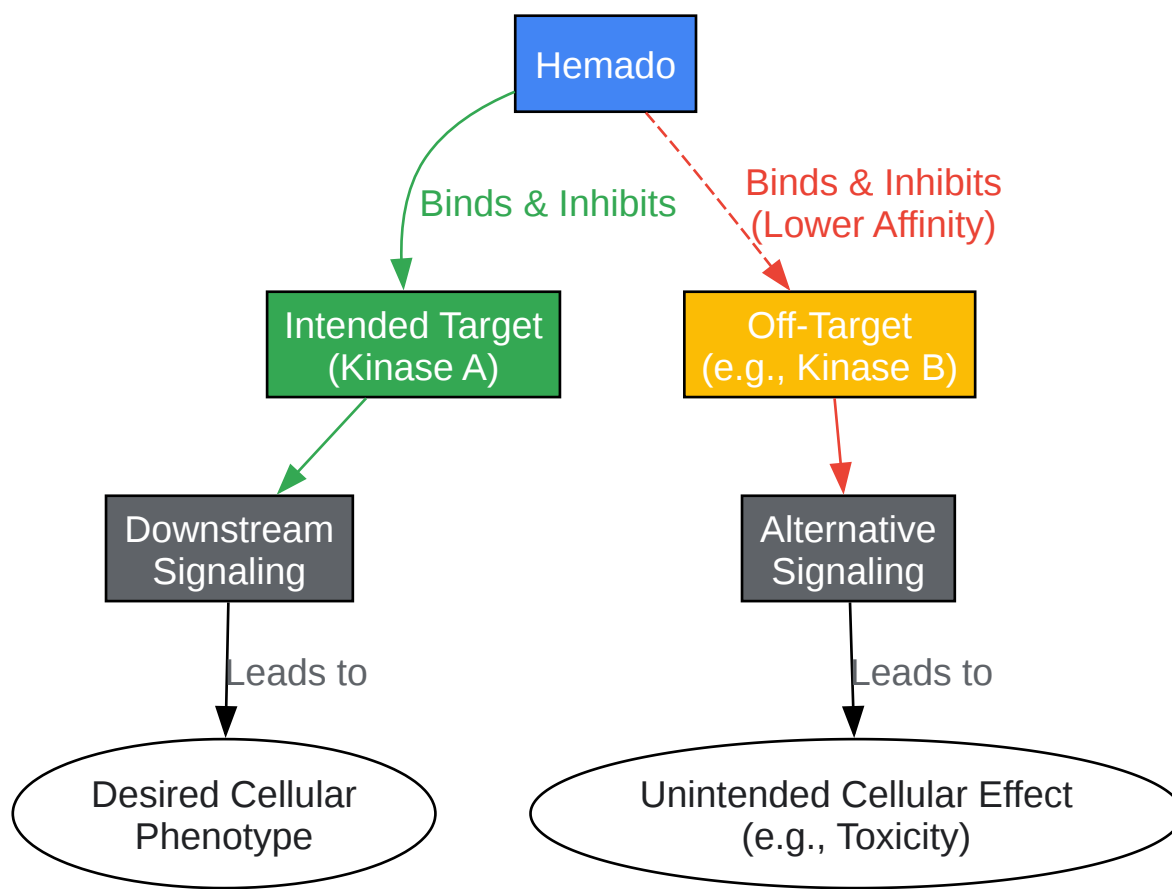 Hemado
Binds & Inhibits
Binds & Inhibits
(Lower Affinity)
Intended Target
(Kinase A)
Off-Target
(e.g., Kinase B)
Downstream
Signaling
Alternative
Signaling
Leads to
Leads to
Desired Cellular
Phenotype
Unintended Cellular Effect
(e.g., Toxicity)